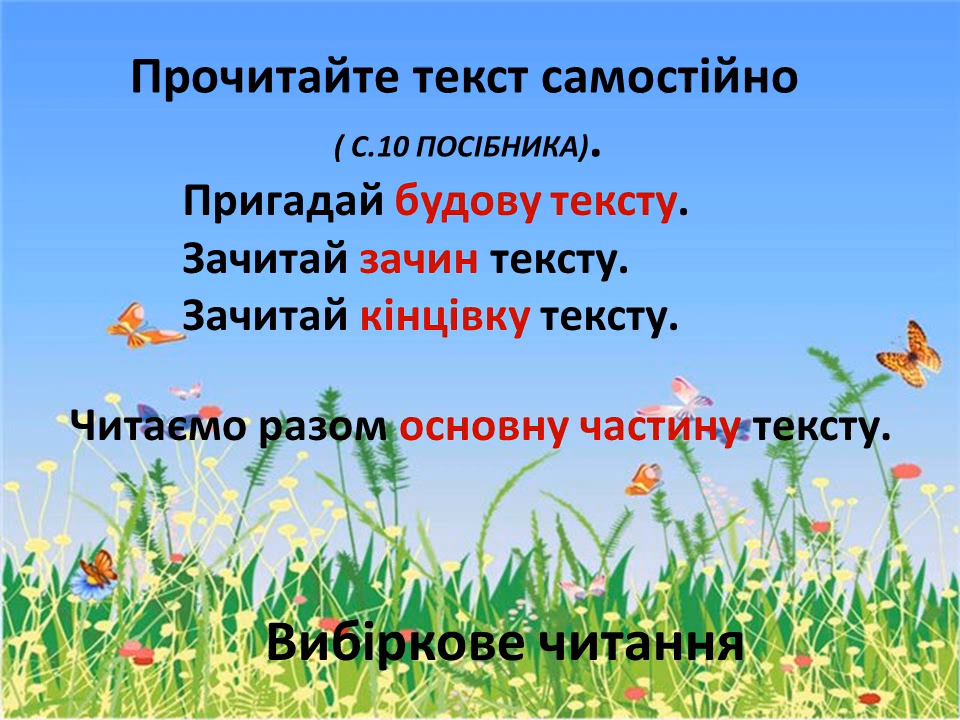 Прочитайте текст самостійно
( С.10 ПОСІБНИКА).
Пригадай будову тексту.
Зачитай зачин тексту.
Зачитай кінцівку тексту.
Читаємо разом основну частину тексту.
Вибіркове читання